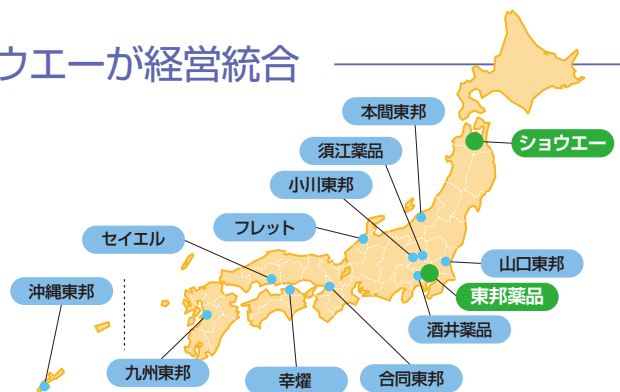 ウエーが経営統合
本間東邦
ショウエー
須江薬品
小川東邦
フレット
セイエル
山口東邦
沖縄東邦
東邦薬品
酒井薬品
九州東邦
幸燿
合同東邦